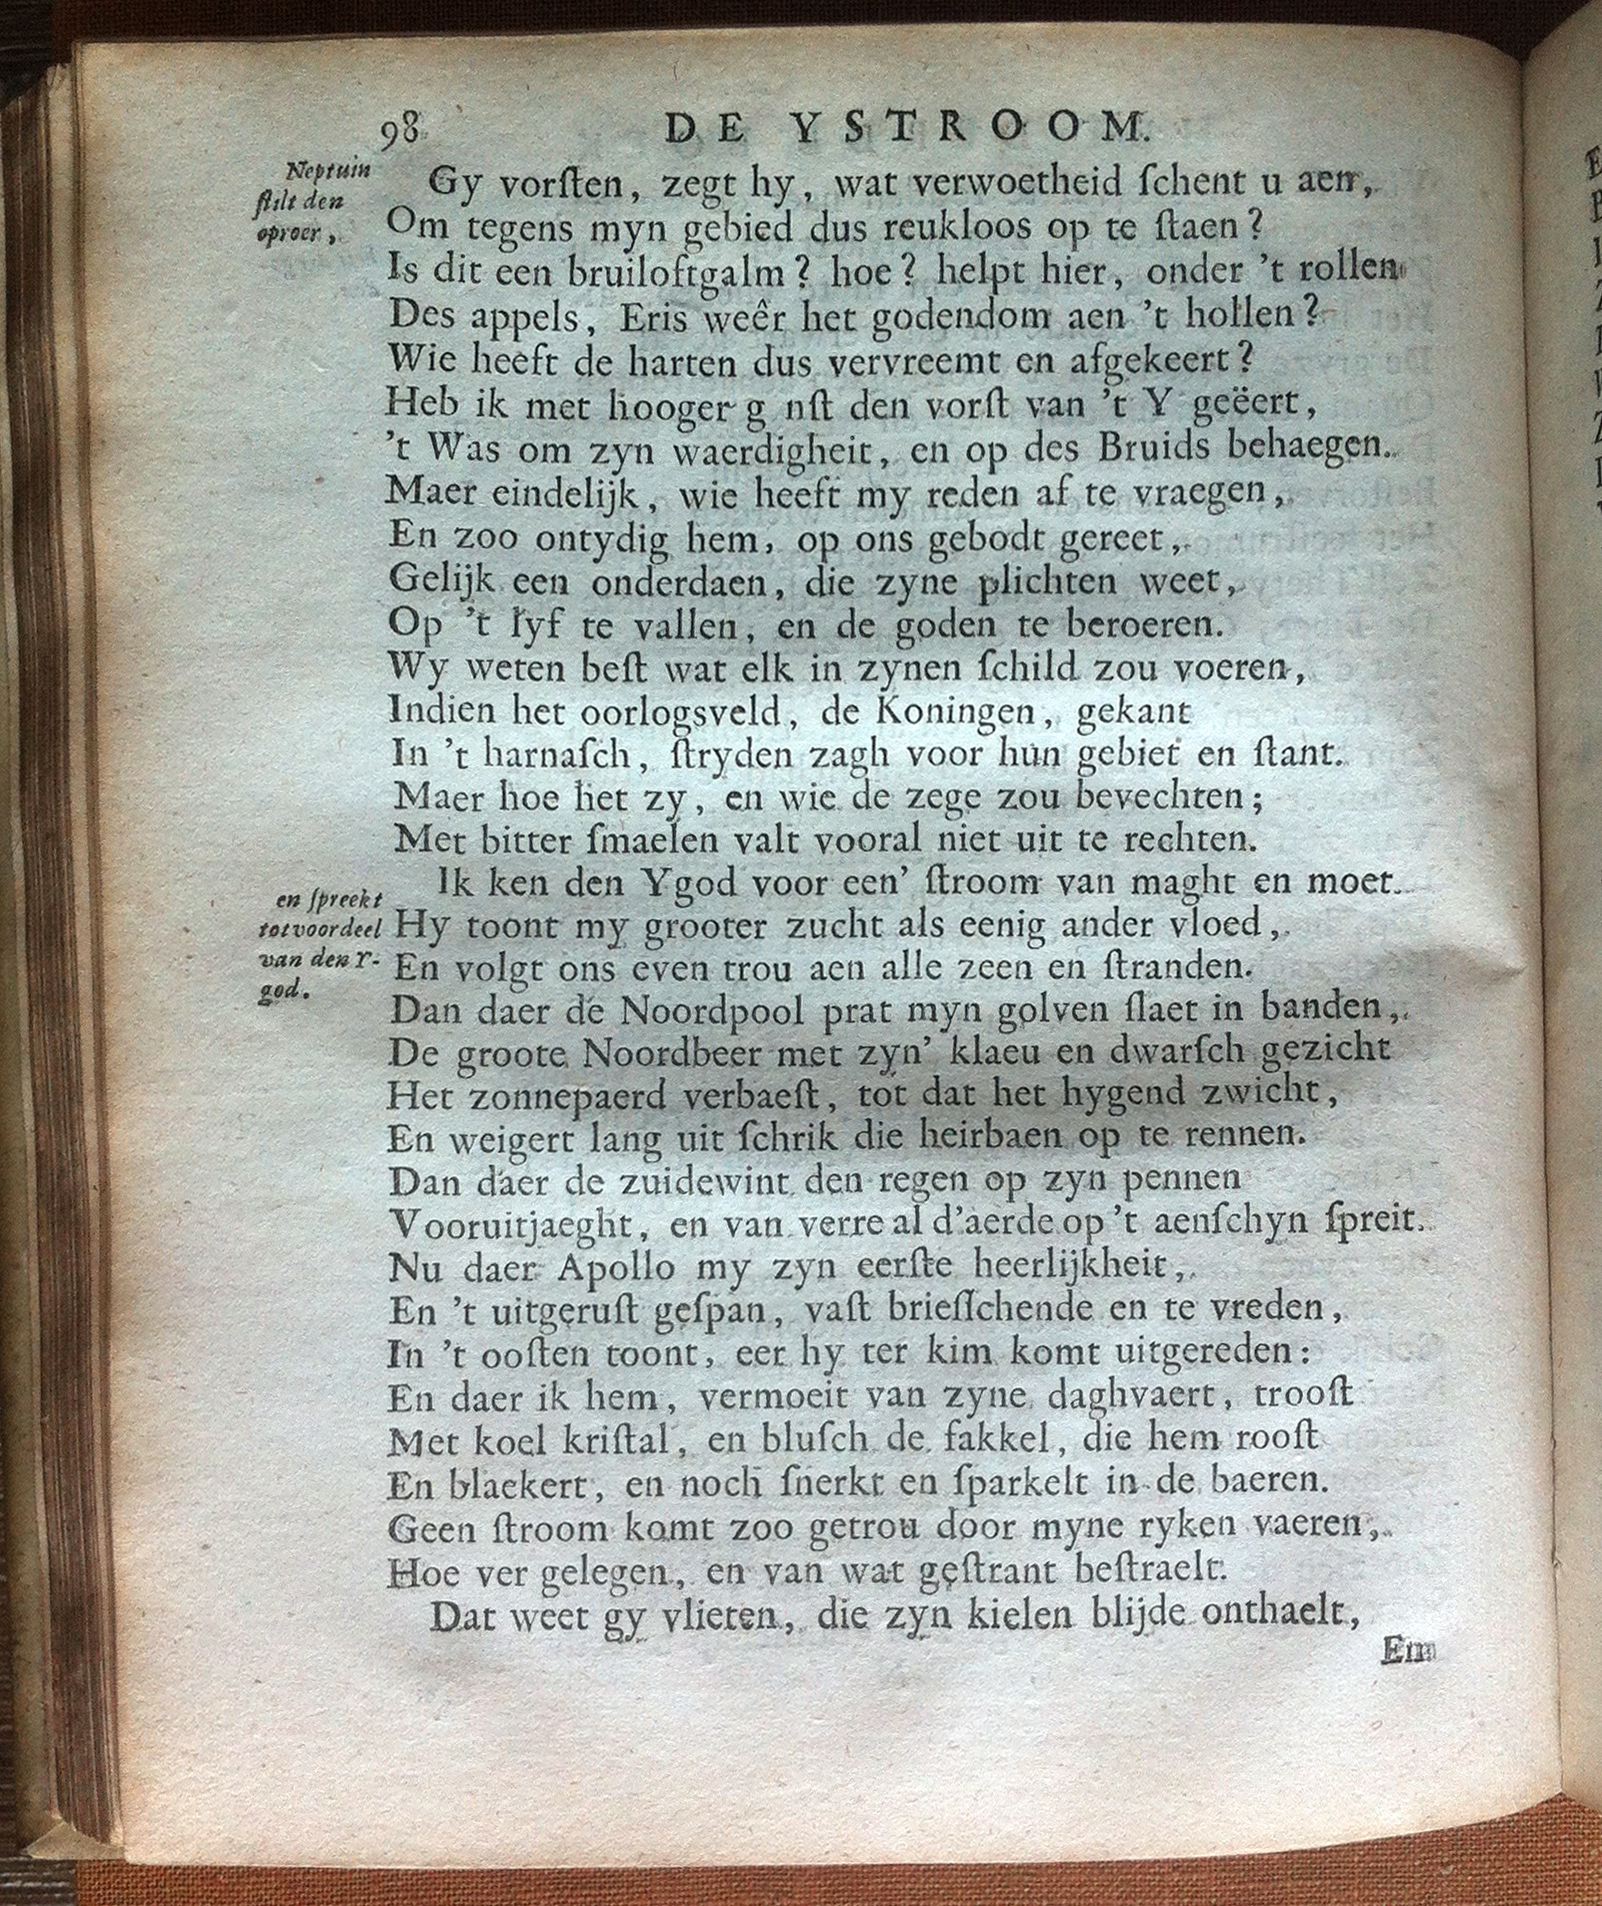 98 DE YSTROOM.
Neptuin
ſtilt den
oproer,
Gy vorſten, zegt hy, wat verwoetheid ſchent u aen,
Om tegens myn gebied dus reukloos op te ſtaen?
Is dit een bruiloftgalm? hoe? helpt hier, onder 't rollen
Des appels, Eris weêr het godendom aen 't hollen?
Wie heeft de harten dus vervreemt en afgekeert?
Heb ik met hooger g nſt den vorſt van 't Y geëert,
't Was om zyn waerdigheit, en op des Bruids behaegen.
Maer eindelijk, wie heeft my reden af te vraegen,
En zoo ontydig hem, op ons gebodt gereet,
Gelijk een onderdaen, die zyne plichten weet,
Op 't lyf te vallen, en de goden te beroeren.
Wy weten beſt wat elk in zynen ſchild zou voeren,
Indien het oorlogsveld, de Koningen, gekant
In 't harnaſch, ſtryden zagh voor hun gebiet en ſtant.
Maer hoe het zy, en wie de zege zou bevechten;
Met bitter ſmaelen valt vooral niet uit te rechten.
en ſpreekt
tot voordeel
van den Y-
god.
Ik ken den Ygod voor een' ſtroom van maght en moet.
Hy toont my grooter zucht als eenig ander vloed,
En volgt ons even trou aen alle zeen en ſtranden.
Dan daer de Noordpool prat myn golven ſlaet in banden,
De groote Noordbeer met zyn' klaeu en dwarſch gezicht
Het zonnepaerd verbaeſt, tot dat het hygend zwicht,
En weigert lang uit ſchrik die heirbaen op te rennen.
Dan daer de zuidewint den regen op zyn pennen
Vooruitjaeght, en van verre al d'aerde op 't aenſchyn ſpreit.
Nu daer Apollo my zyn eerſte heerlijkheit,
En 't uitgeruſt geſpan, vaſt brieſſchende en te vreden,
In 't ooſten toont, eer hy ter kim komt uitgereden:
En daer ik hem, vermoeit van zyne daghvaert, trooſt
Met koel kriſtal, en bluſch de fakkel, die hem rooſt
En blaekert, en noch ſnerkt en ſparkelt in de baeren.
Geen ſtroom komt zoo getrou door myne ryken vaeren,
Hoe ver gelegen, en van wat geſtrant beſtraelt.
Dat weet gy vlieten, die zyn kielen blijde onthaelt,